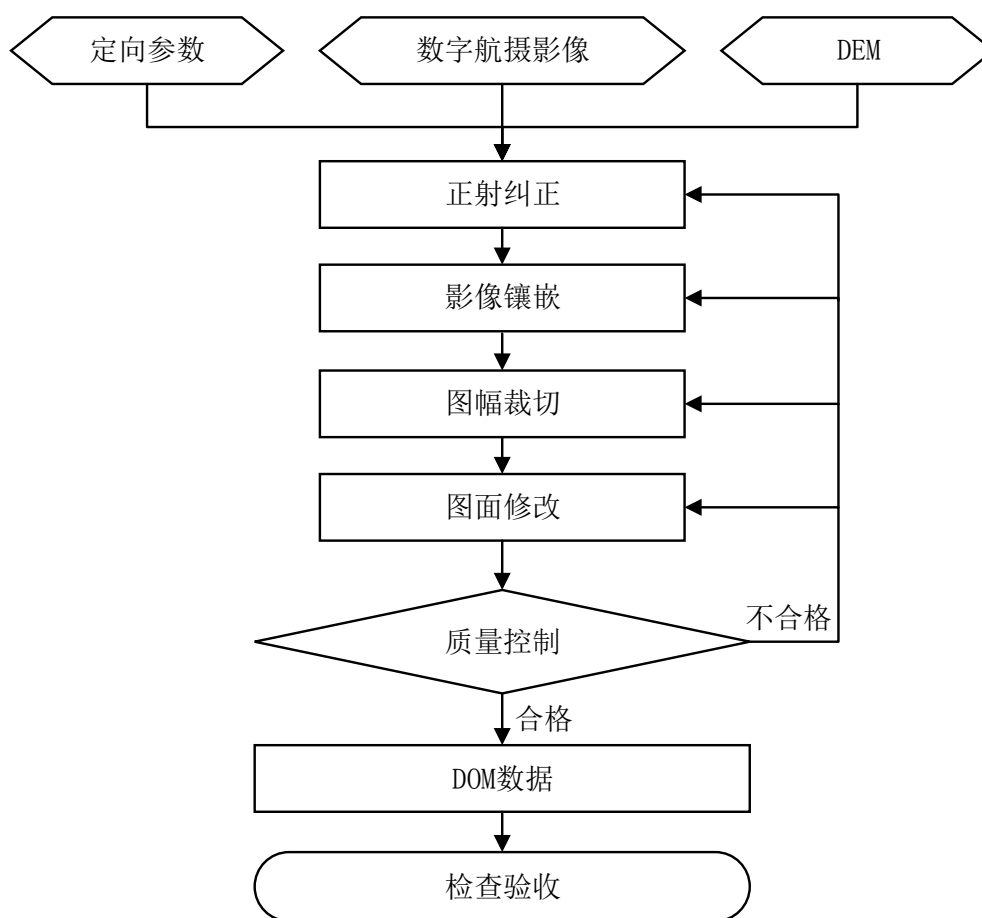 定向参数
数字航摄影像
DEM
正射纠正
影像镶嵌
图幅裁切
图面修改
质量控制
不合格
合格
DOM数据
检查验收